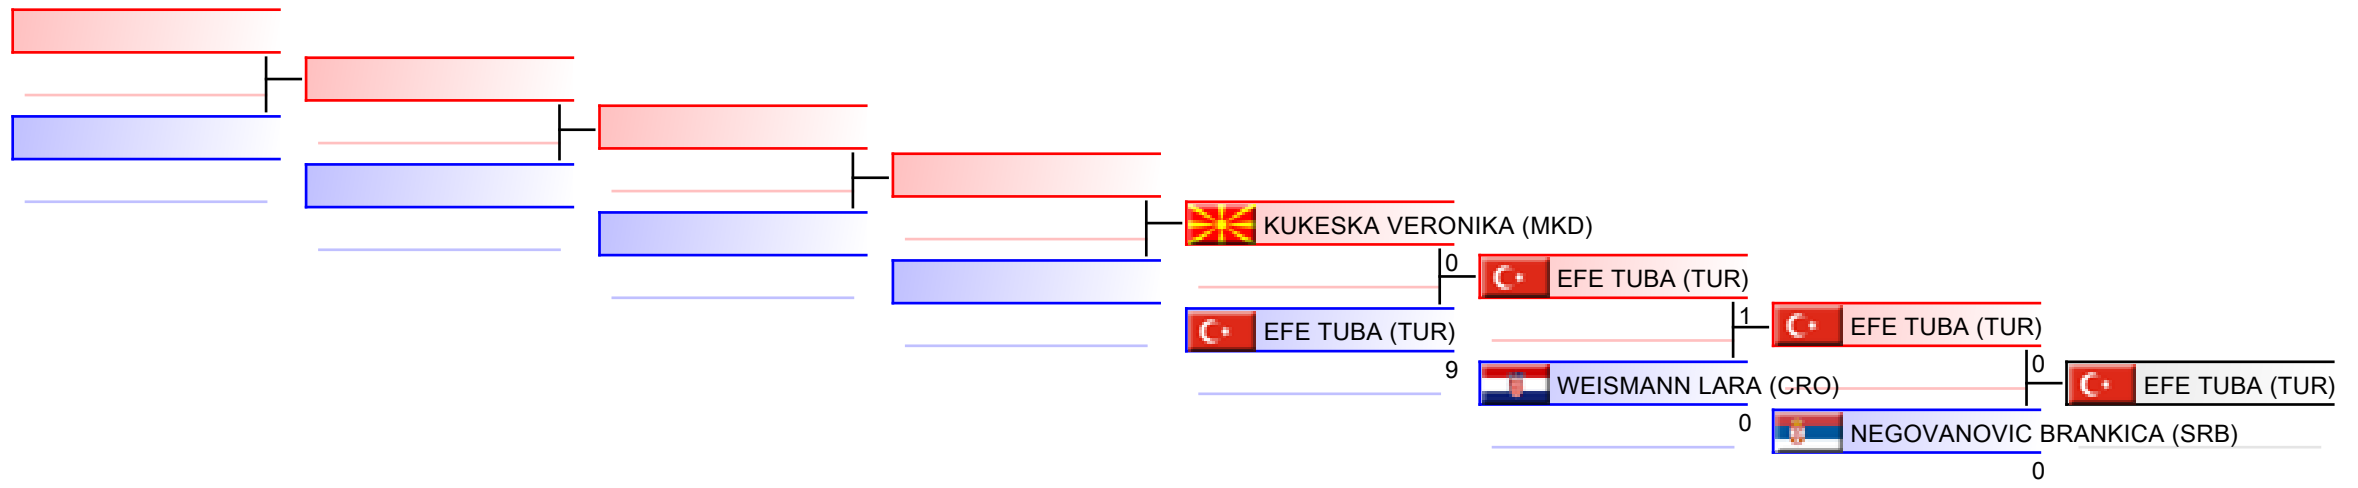 KUKESKA VERONIKA (MKD)
0
EFE TUBA (TUR)
9
EFE TUBA (TUR)
1
WEISMANN LARA (CRO)
0
EFE TUBA (TUR)
0
NEGOVANOVIC BRANKICA (SRB)
0
EFE TUBA (TUR)